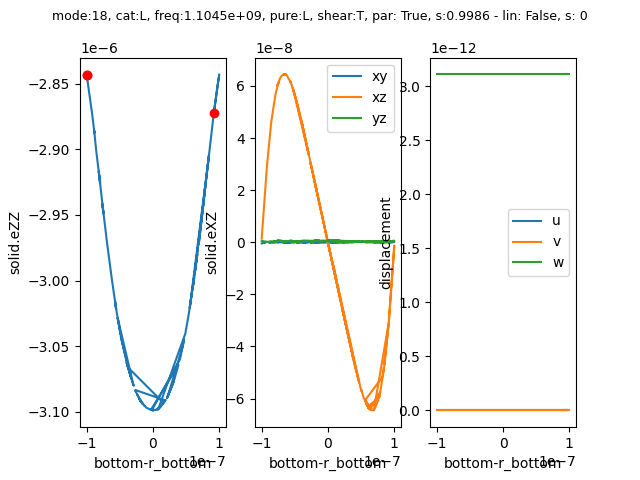 mode:18, cat:L, freq:1.1045e+09, pure:L, shear:T, par: True, s:0.9986 - lin: False, s: 0
1e−6
−2.85
−2.90
−2.95
−3.00
−3.05
−3.10
solid.eZZ
−1
0
1
bottom-r_bottom
1e−7
1e−8
6
4
2
0
−2
−4
−6
solid.eXZ
xy
xz
yz
−1
0
1
bottom-r_bottom
1e−7
1e−12
3.0
2.5
2.0
1.5
1.0
0.5
0.0
displacement
u
v
w
−1
0
1
bottom-r_bottom
1e−7